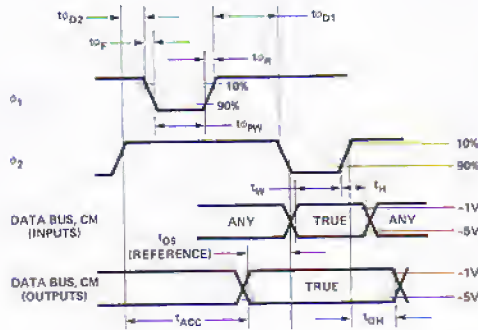 tφD2
tφD1
tφF
tφR
φ1
10%
90%
tφPW
φ2
10%
90%
tW
tH
DATA BUS, CM
(INPUTS)
ANY
TRUE
ANY
-1V
-5V
tOS
(REFERENCE)
DATA BUS, CM
(OUTPUTS)
TRUE
-1V
-5V
tACC
tOH